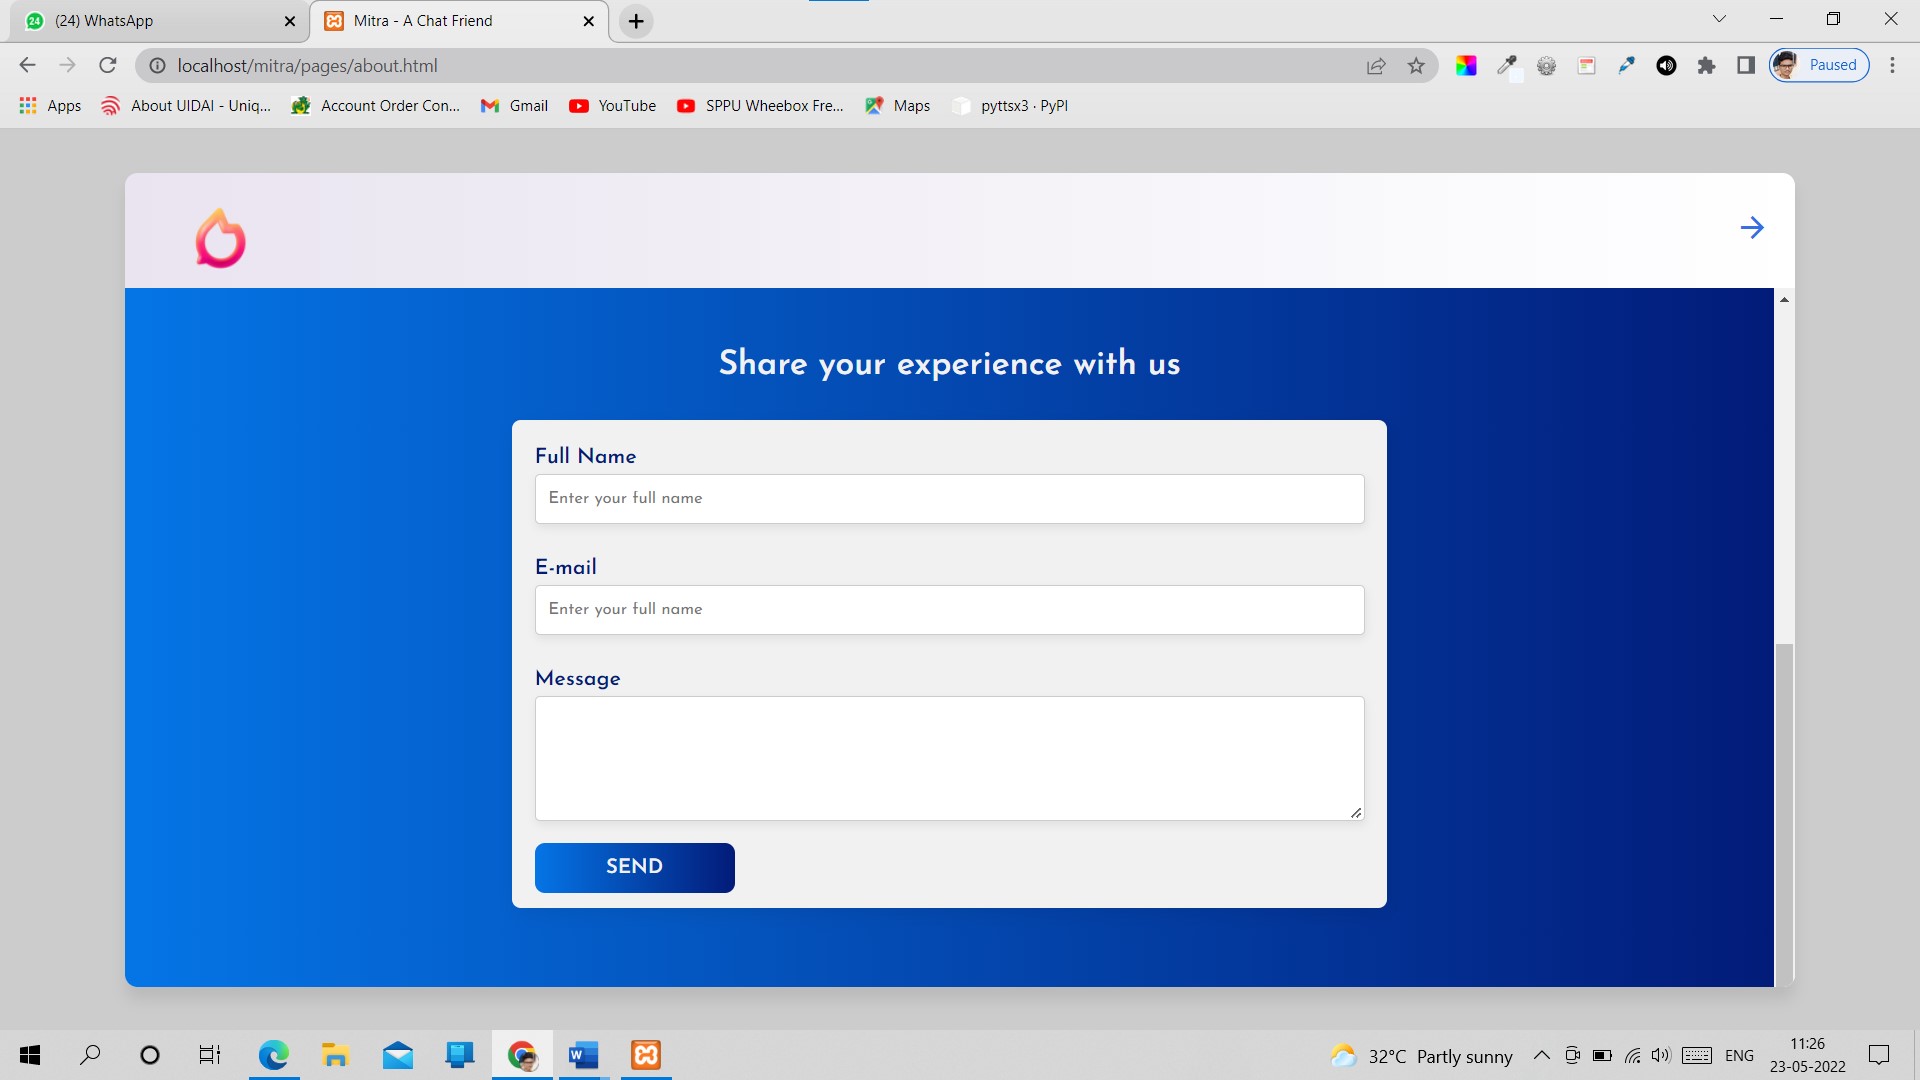 (24) WhatsApp
Mitra - A Chat Friend
localhost/mitra/pages/about.html
Paused
Apps
About UIDAI - Uniq...
Account Order Con...
Gmail
YouTube
SPPU Wheebox Fre...
Maps
pyttsx3 · PyPI
Share your experience with us
Full Name
Enter your full name
E-mail
Enter your full name
Message
SEND
32°C Partly sunny
ENG
11:26
23-05-2022